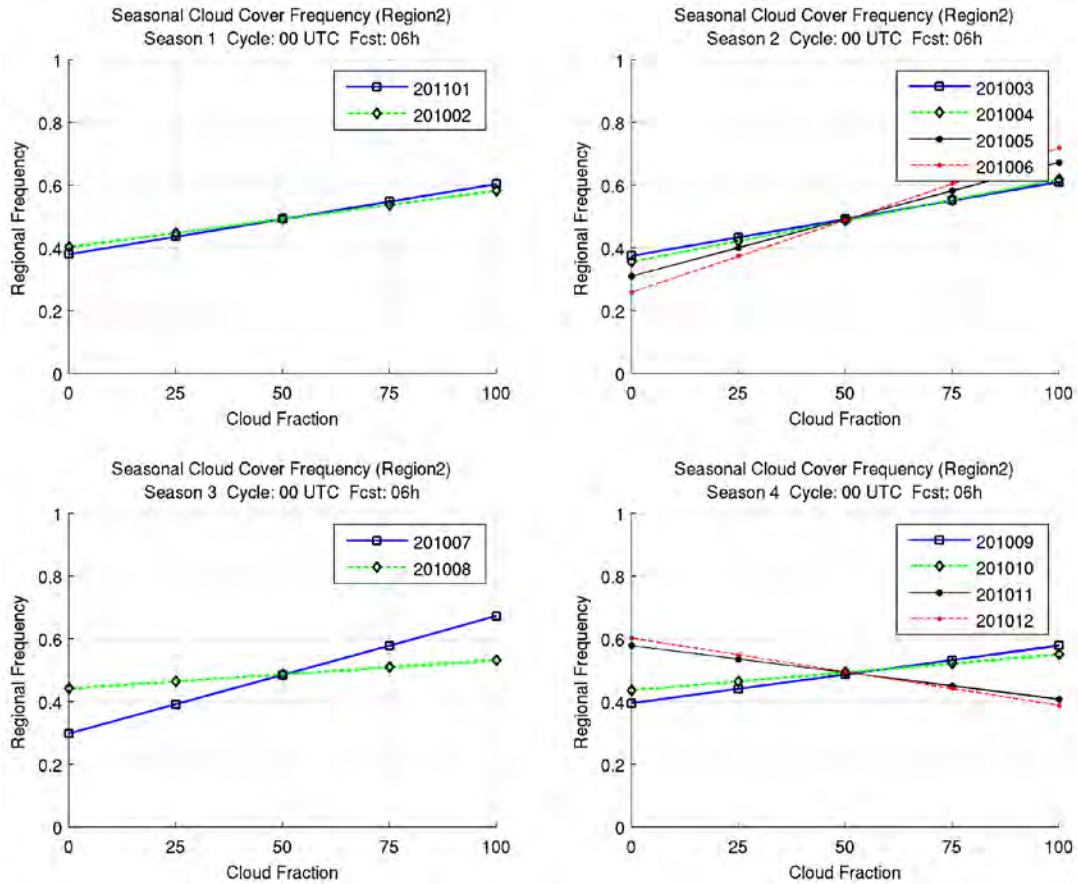 Seasonal Cloud Cover Frequency (Region2)
Season 1 Cycle: 00 UTC Fcst: 06h
1
0.8
0.6
0.4
0.2
0
Regional Frequency
201101
201002
0 25 50 75 100
Cloud Fraction
Seasonal Cloud Cover Frequency (Region2)
Season 2 Cycle: 00 UTC Fcst: 06h
1
0.8
0.6
0.4
0.2
0
Regional Frequency
201003
201004
201005
201006
0 25 50 75 100
Cloud Fraction
Seasonal Cloud Cover Frequency (Region2)
Season 3 Cycle: 00 UTC Fcst: 06h
1
0.8
0.6
0.4
0.2
0
Regional Frequency
201007
201008
0 25 50 75 100
Cloud Fraction
Seasonal Cloud Cover Frequency (Region2)
Season 4 Cycle: 00 UTC Fcst: 06h
1
0.8
0.6
0.4
0.2
0
Regional Frequency
201009
201010
201011
201012
0 25 50 75 100
Cloud Fraction